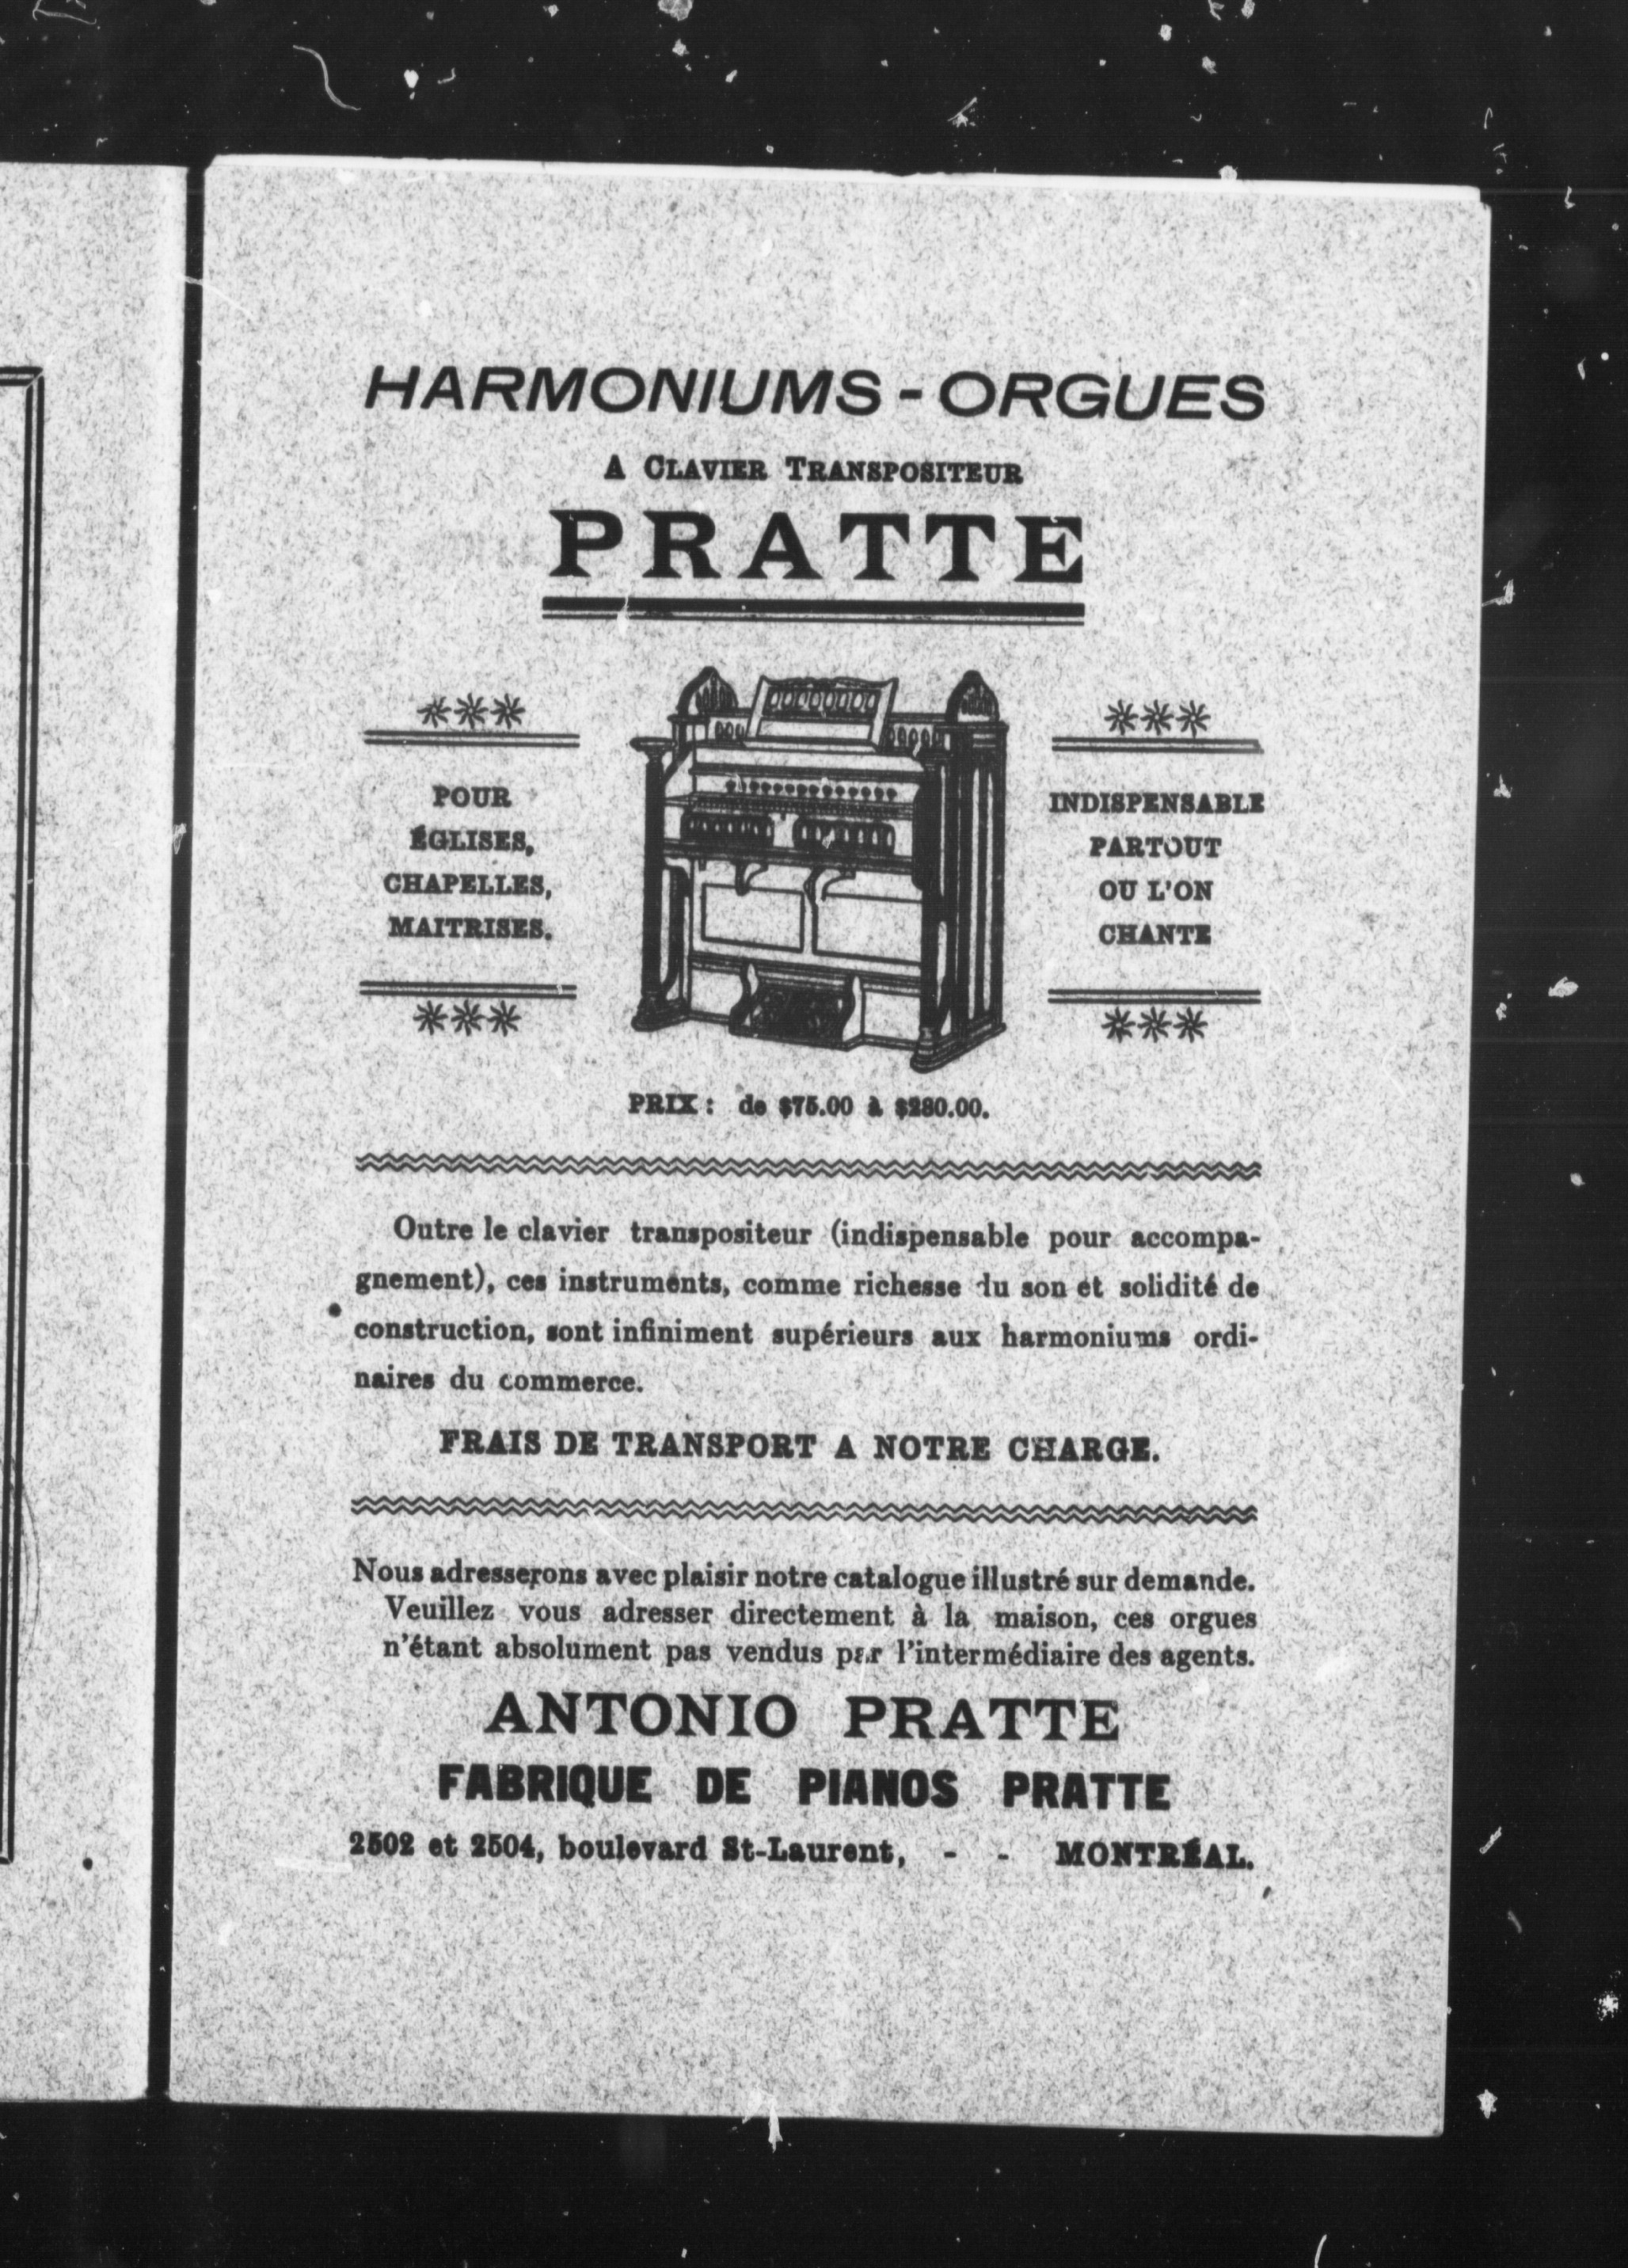 HARMONIUMS - ORGUES
A CLAVIER TRANSPOSITEUR
PRATTE
POUR
ÉGLISES,
CHAPELLES,
MAITRISES.
INDISPENSABLE
PARTOUT
OU L'ON
CHANTE
PRIX : de $75.00 à $280.00.
Outre le clavier transpositeur (indispensable pour accompa-
gnement), ces instruments, comme richesse du son et solidité de
construction, sont infiniment supérieurs aux harmoniums ordi-
naires du commerce.
FRAIS DE TRANSPORT A NOTRE CHARGE.
Nous adresserons avec plaisir notre catalogue illustré sur demande.
Veuillez vous adresser directement à la maison, ces orgues
n'étant absolument pas vendus par l'intermédiaire des agents.
ANTONIO PRATTE
FABRIQUE DE PIANOS PRATTE
2502 et 2504, boulevard St-Laurent, - - MONTRÉAL.